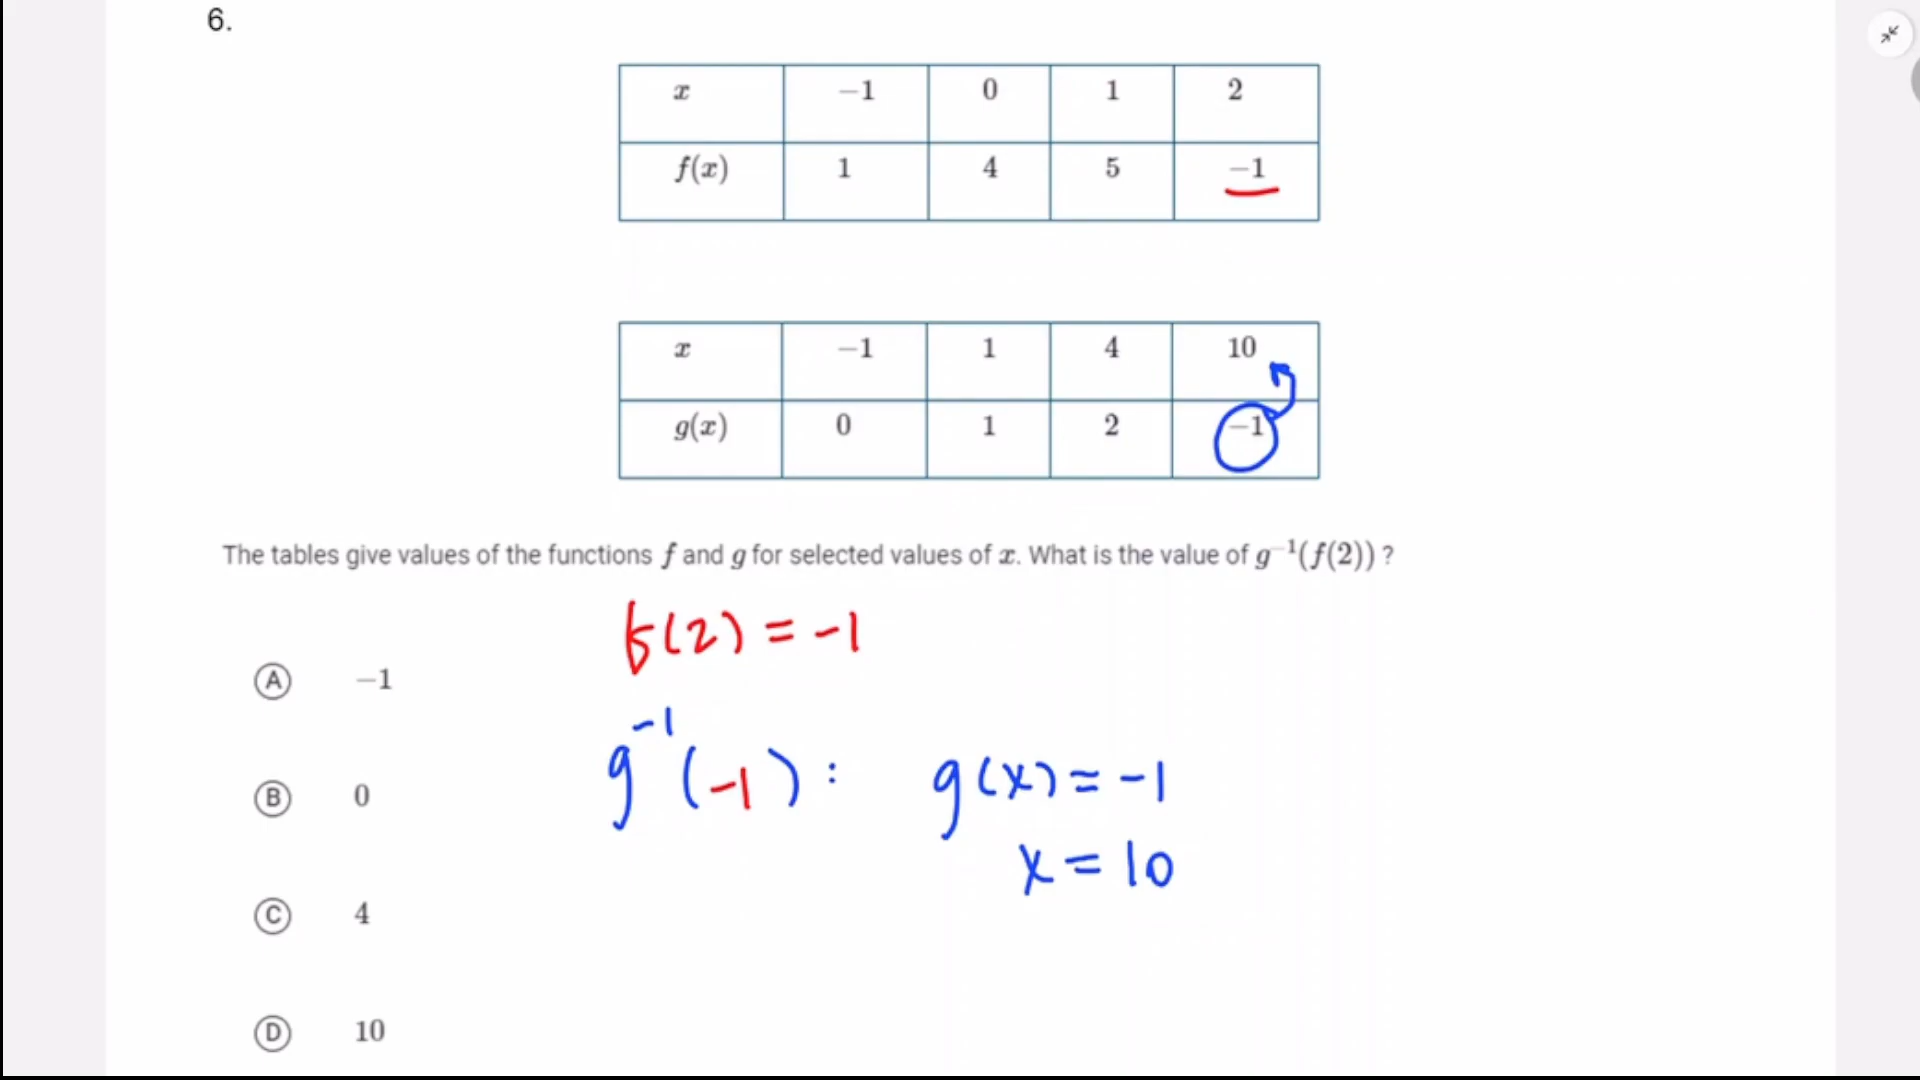 6.
x −1 0 1 2
f(x) 1 4 5 −1
x −1 1 4 10
g(x) 0 1 2 −1
The tables give values of the functions f and g for selected values of x. What is the value of g⁻¹(f(2)) ?
f(2) = -1
A −1
g⁻¹(-1) : g(x) = -1
B 0
x = 10
C 4
D 10